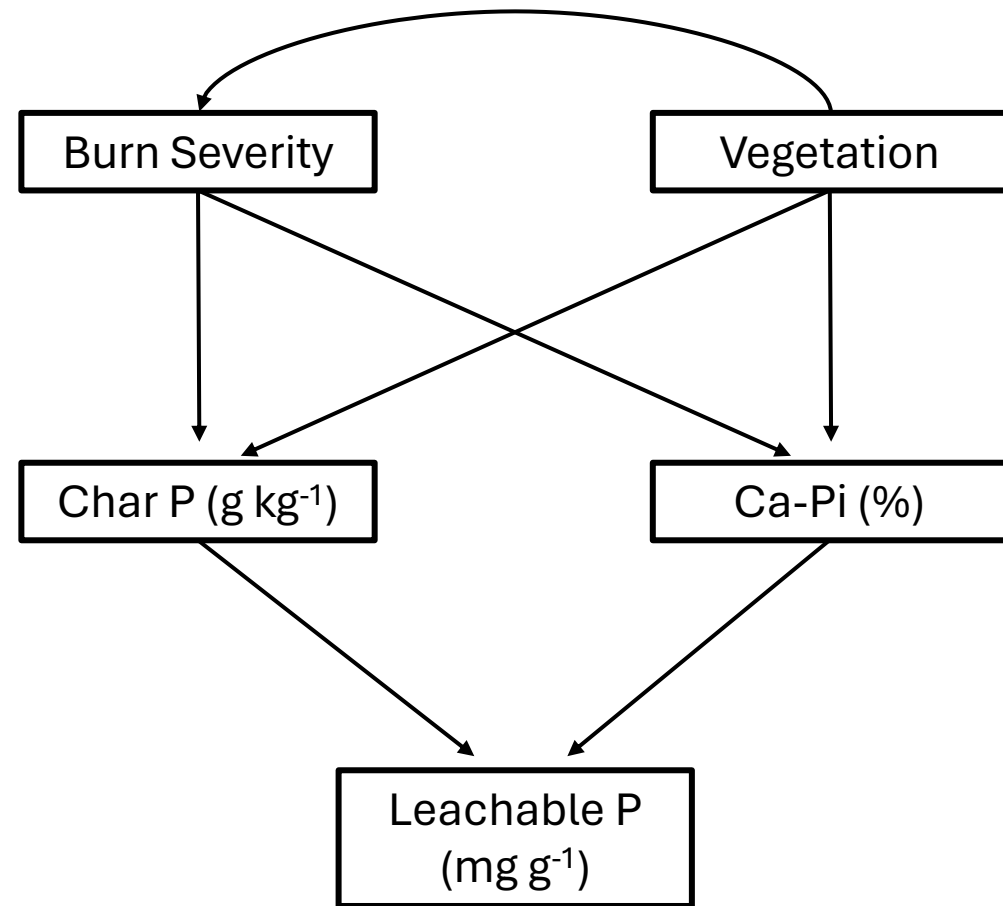 Burn Severity
Vegetation
Char P (g kg⁻¹)
Ca-Pi (%)
Leachable P
(mg g⁻¹)